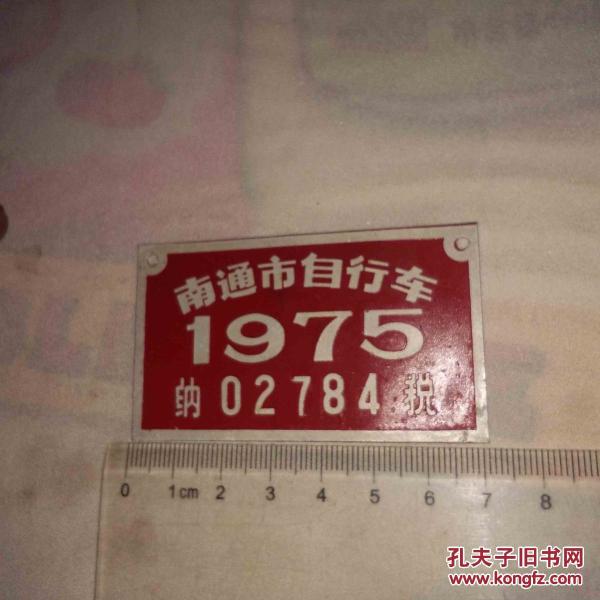 南通市自行车
1975
纳 02784 税
0 1cm 2 3 4 5 6 7 8
孔夫子旧书网
www.kongfz.com